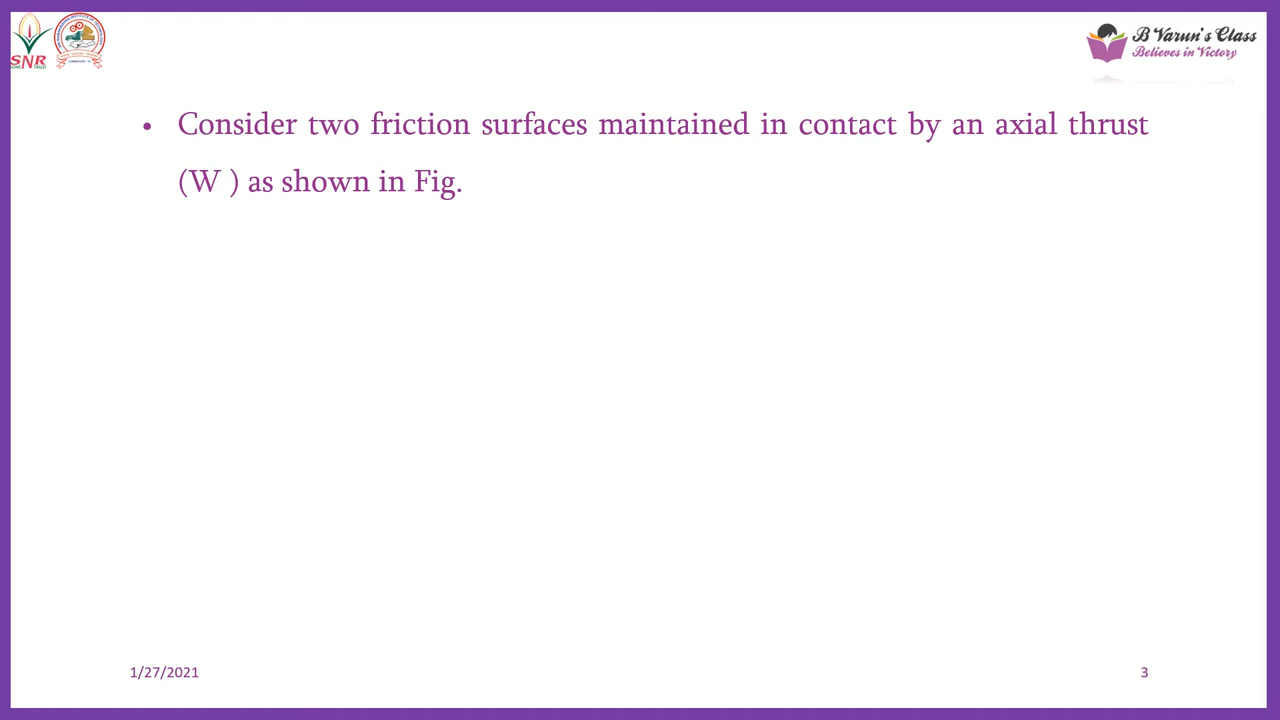 SNR
B Varun's Class
Believes in Victory
• Consider two friction surfaces maintained in contact by an axial thrust
(W ) as shown in Fig.
1/27/2021
3